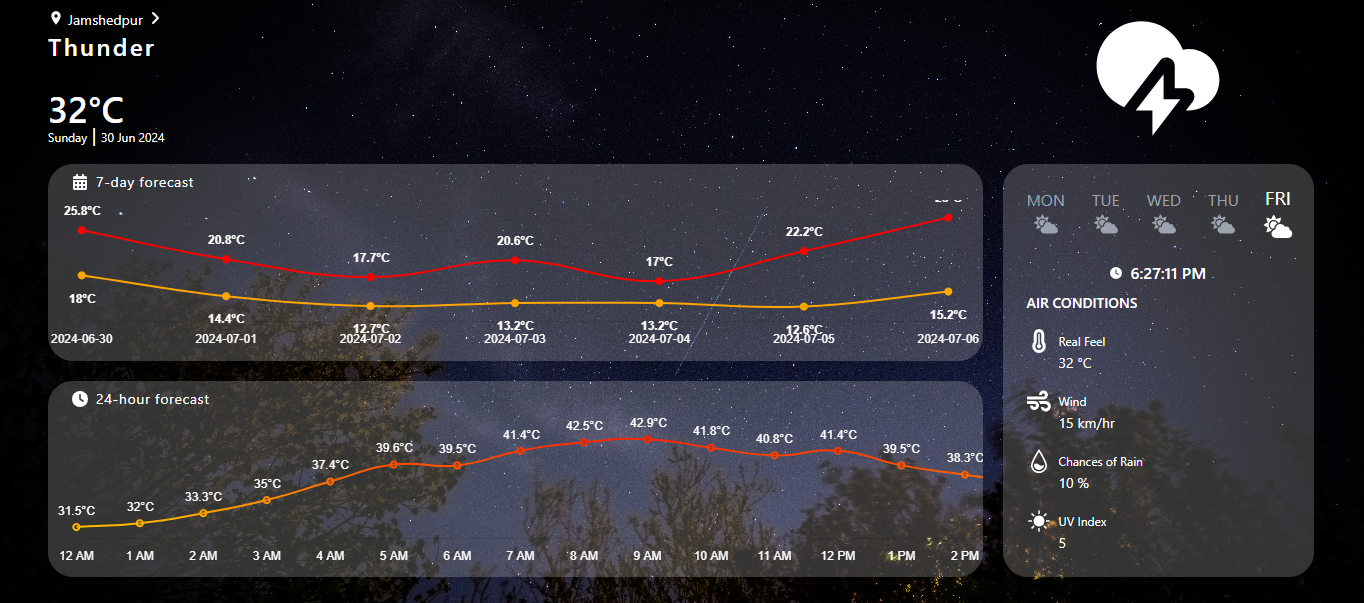 Jamshedpur
Thunder
32°C
Sunday | 30 Jun 2024
7-day forecast
25.8°C 20.8°C 17.7°C 20.6°C 17°C 22.2°C
18°C 14.4°C 12.7°C 13.2°C 13.2°C 12.6°C 15.2°C
2024-06-30 2024-07-01 2024-07-02 2024-07-03 2024-07-04 2024-07-05 2024-07-06
24-hour forecast
31.5°C 32°C 33.3°C 35°C 37.4°C 39.6°C 39.5°C 41.4°C 42.5°C 42.9°C 41.8°C 40.8°C 41.4°C 39.5°C 38.3°C
12 AM 1 AM 2 AM 3 AM 4 AM 5 AM 6 AM 7 AM 8 AM 9 AM 10 AM 11 AM 12 PM 1 PM 2 PM
MON TUE WED THU FRI
6:27:11 PM
AIR CONDITIONS
Real Feel
32 °C
Wind
15 km/hr
Chances of Rain
10 %
UV Index
5